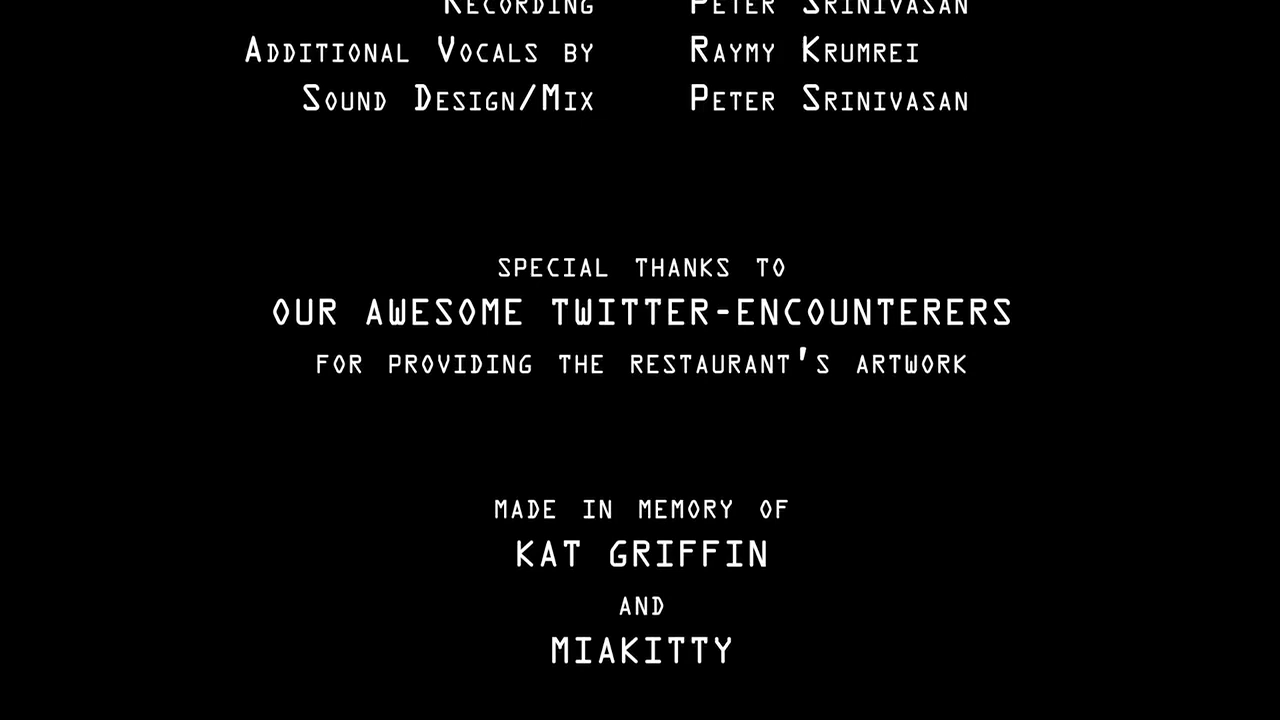 Recording Peter Srinivasan
Additional Vocals by Raymy Krumrei
Sound Design/Mix Peter Srinivasan
SPECIAL THANKS TO
OUR AWESOME TWITTER-ENCOUNTERERS
FOR PROVIDING THE RESTAURANT'S ARTWORK
MADE IN MEMORY OF
KAT GRIFFIN
AND
MIAKITTY